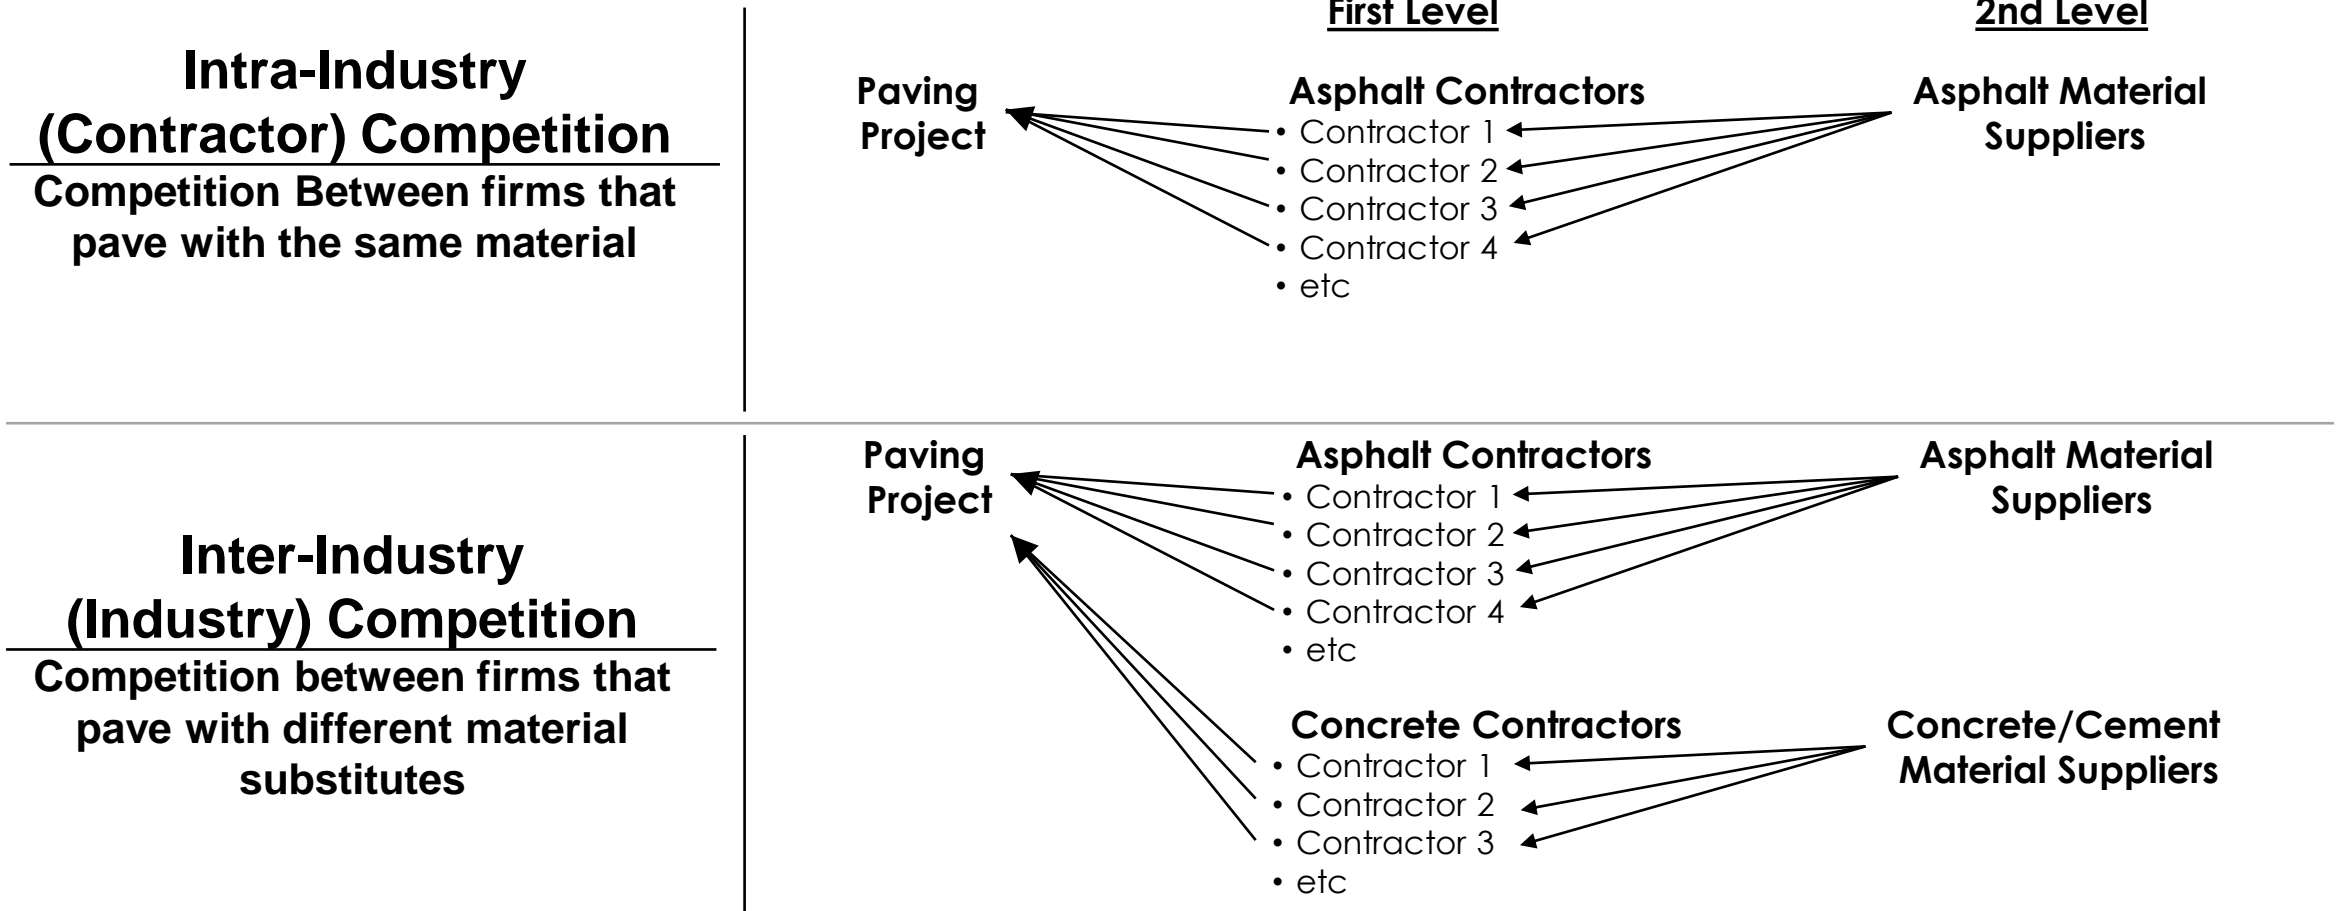 First Level
2nd Level
Intra-Industry
(Contractor) Competition
Competition Between firms that
pave with the same material
Paving
Project
Asphalt Contractors
• Contractor 1
• Contractor 2
• Contractor 3
• Contractor 4
• etc
Asphalt Material
Suppliers
Inter-Industry
(Industry) Competition
Competition between firms that
pave with different material
substitutes
Paving
Project
Asphalt Contractors
• Contractor 1
• Contractor 2
• Contractor 3
• Contractor 4
• etc
Asphalt Material
Suppliers
Concrete Contractors
• Contractor 1
• Contractor 2
• Contractor 3
• etc
Concrete/Cement
Material Suppliers